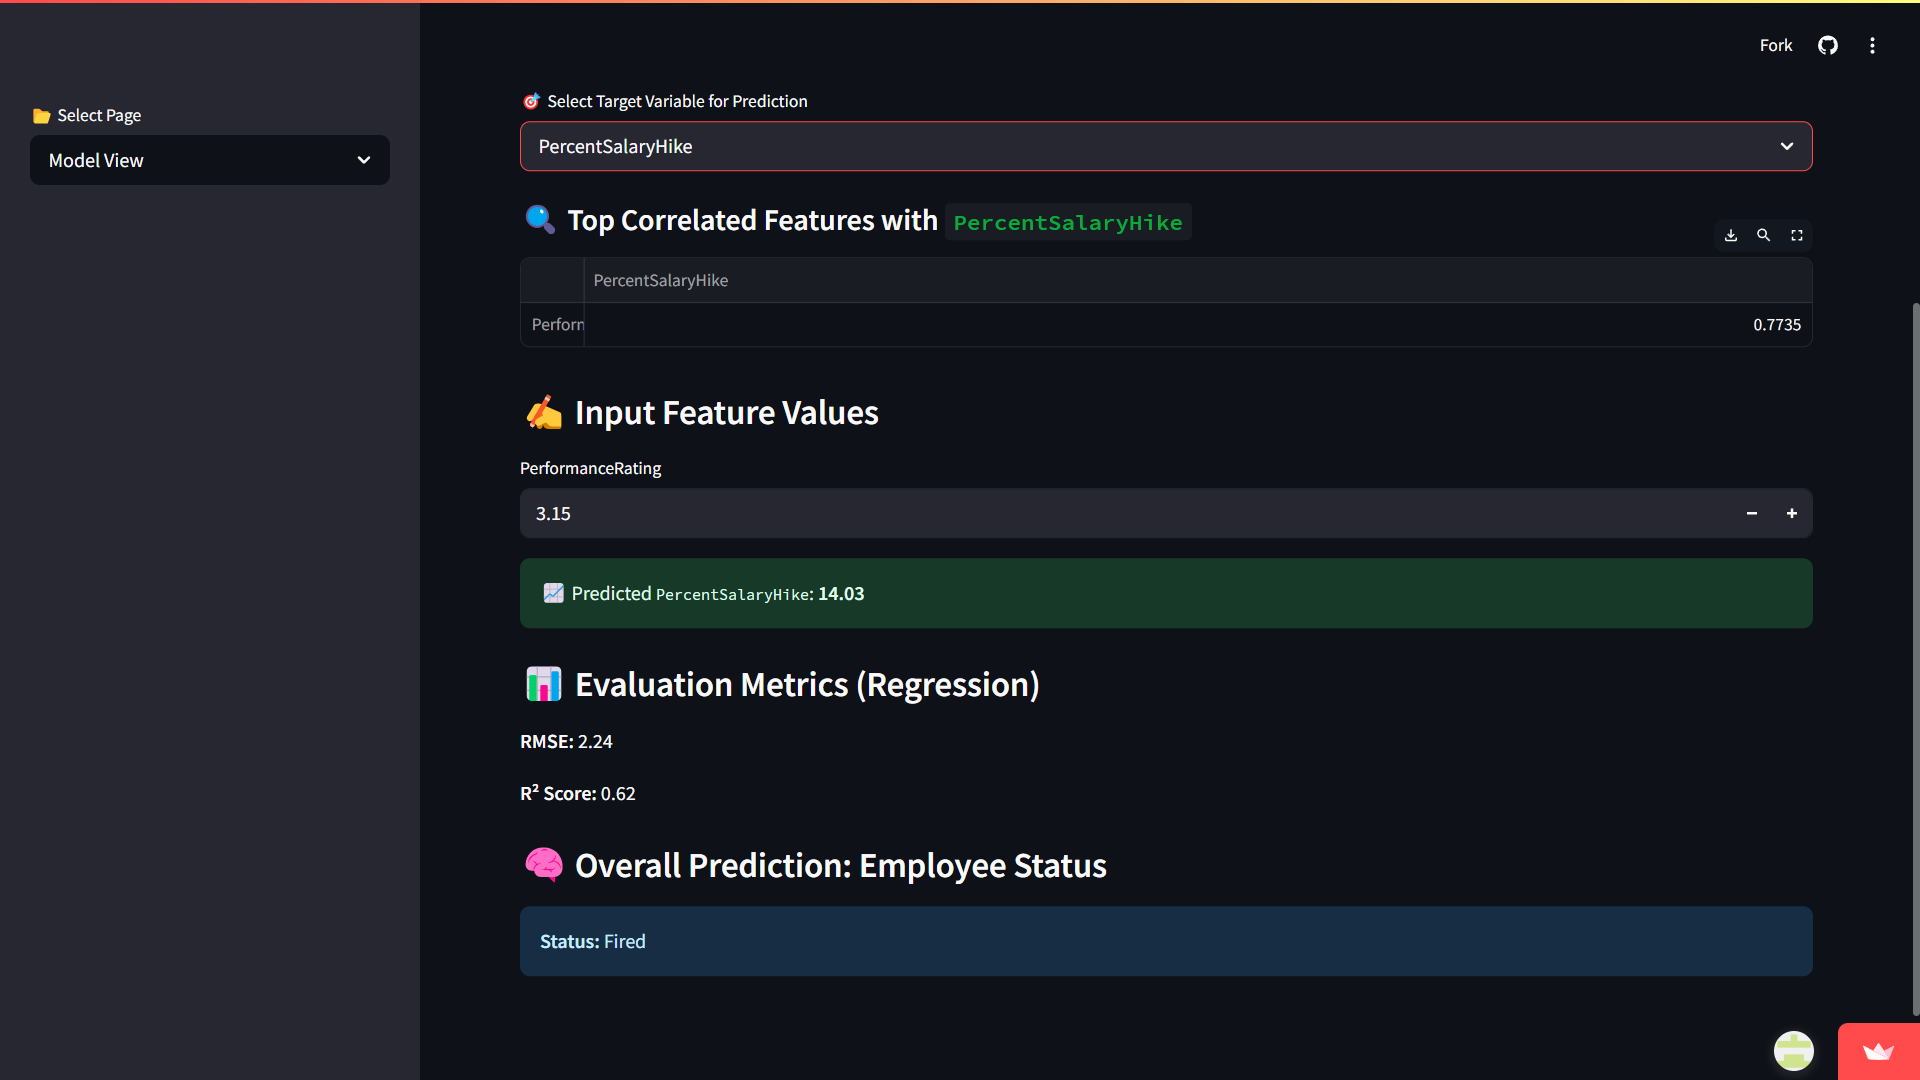 Fork
Select Page
Model View
Select Target Variable for Prediction
PercentSalaryHike
Top Correlated Features with PercentSalaryHike
PercentSalaryHike
Perforn 0.7735
Input Feature Values
PerformanceRating
3.15
Predicted PercentSalaryHike: 14.03
Evaluation Metrics (Regression)
RMSE: 2.24
R² Score: 0.62
Overall Prediction: Employee Status
Status: Fired